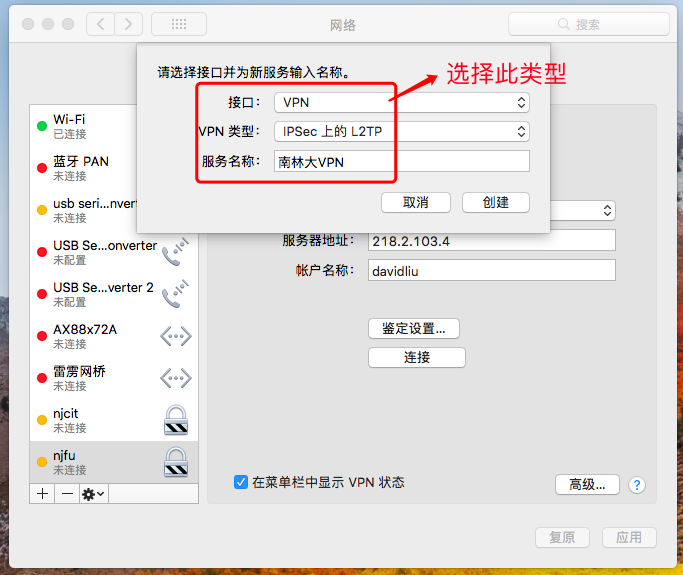 网络
搜索
请选择接口并为新服务输入名称。
选择此类型
接口： VPN
VPN 类型： IPSec 上的 L2TP
服务名称： 南林大VPN
取消 创建
Wi-Fi
已连接
蓝牙 PAN
未连接
usb seri...nver
未连接
USB Se...onverter
未配置
USB Se...verter 2
未配置
AX88x72A
未连接
雷雳网桥
未连接
njcit
未连接
njfu
未连接
服务器地址： 218.2.103.4
帐户名称： davidliu
鉴定设置...
连接
在菜单栏中显示 VPN 状态
高级... ?
复原 应用